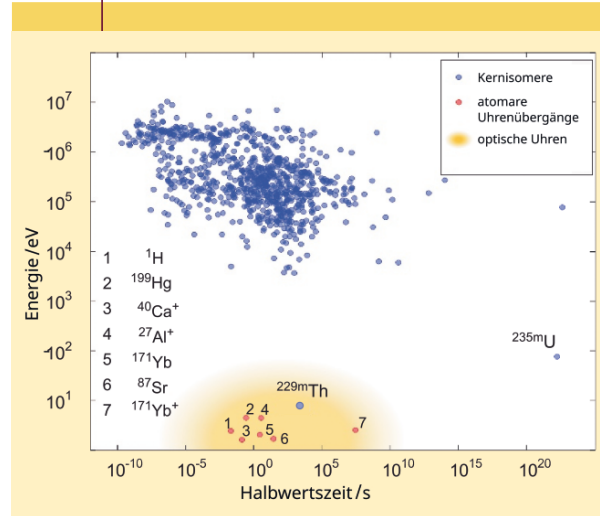 Kernisomere
atomare
Uhrenübergänge
optische Uhren
Energie/eV
10⁷
10⁶
10⁵
10⁴
10³
10²
10¹
1 ¹H
2 ¹⁹⁹Hg
3 ⁴⁰Ca⁺
4 ²⁷Al⁺
5 ¹⁷¹Yb
6 ⁸⁷Sr
7 ¹⁷¹Yb⁺
²³⁵ᵐU
²²⁹ᵐTh
2 4
1 3 5 6 7
10⁻¹⁰ 10⁻⁵ 10⁰ 10⁵ 10¹⁰ 10¹⁵ 10²⁰
Halbwertszeit/s